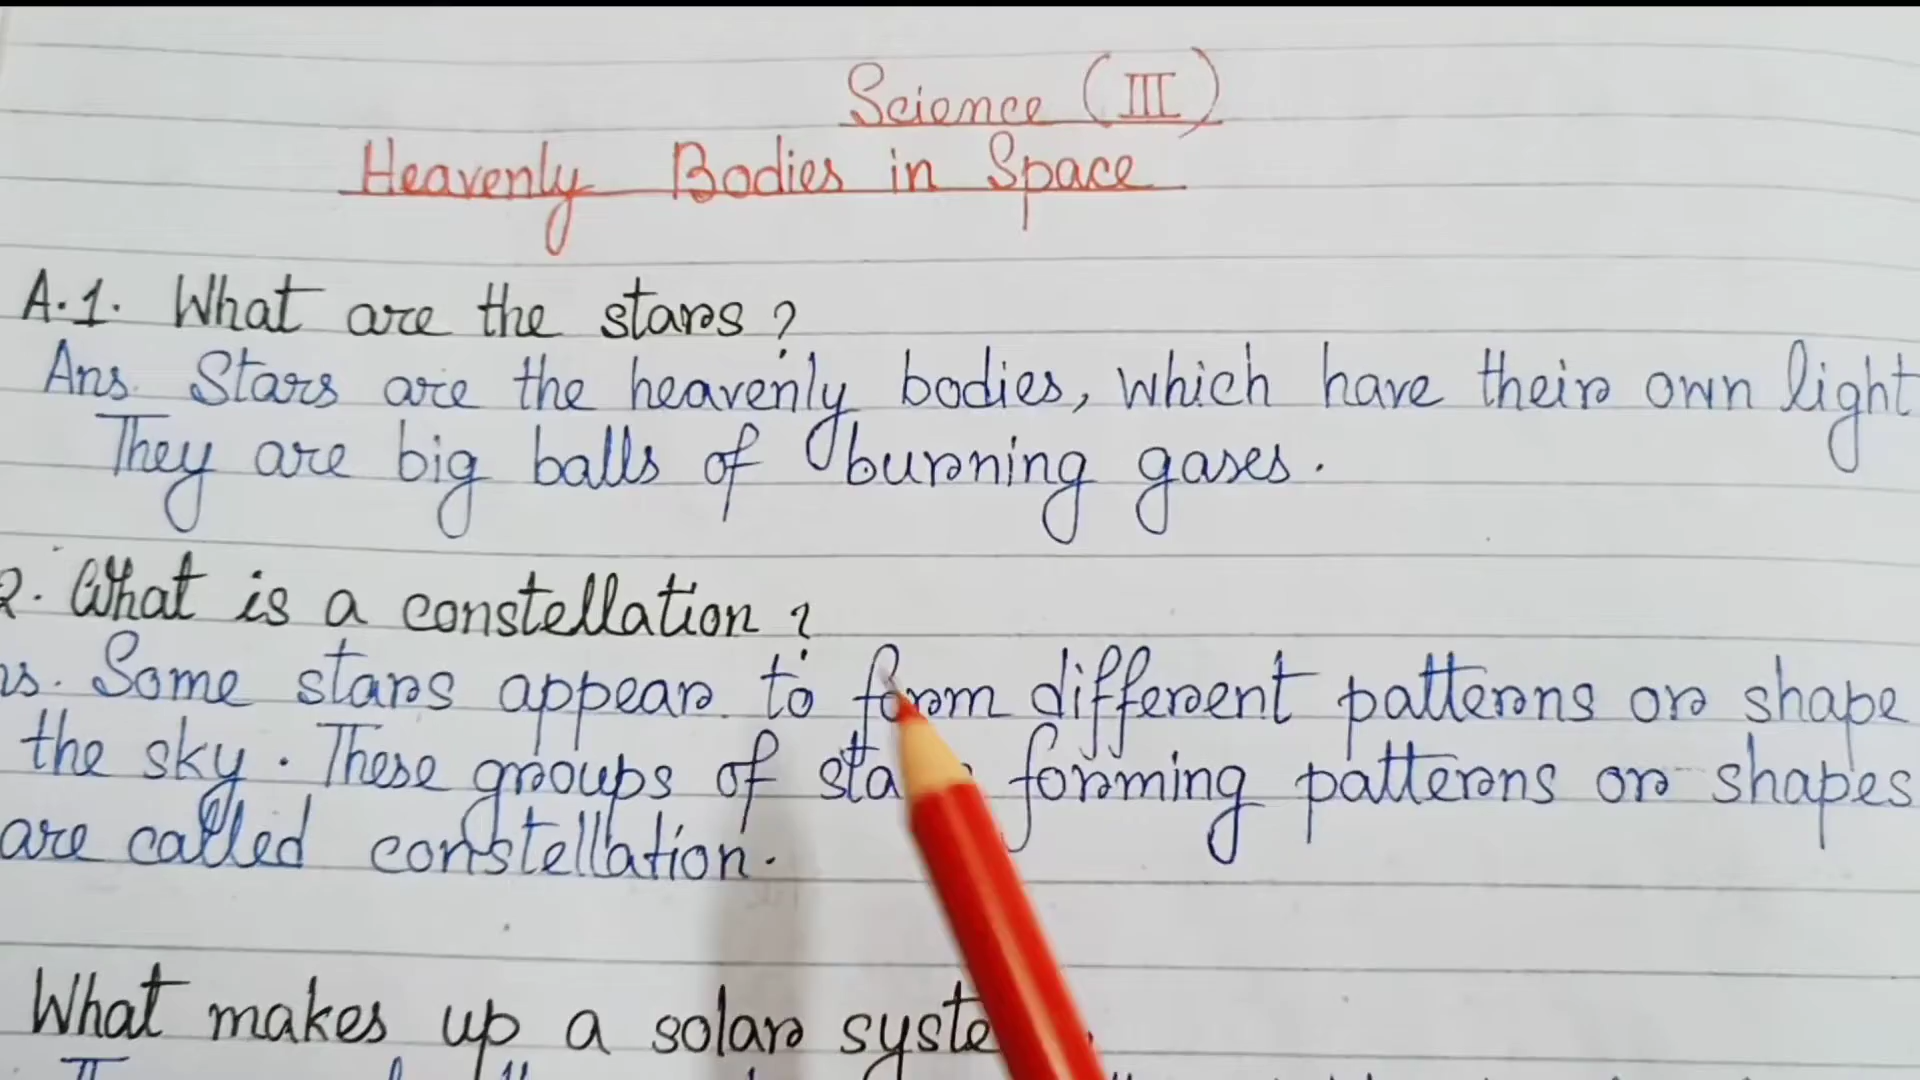 Science (III)
Heavenly Bodies in Space
A.1. What are the stars?
Ans. Stars are the heavenly bodies, which have their own light
They are big balls of burning gases.
2. What is a constellation?
ns. Some stars appear to form different patterns or shape
the sky. These groups of sta forming patterns or shapes
are called constellation.
What makes up a solar syste